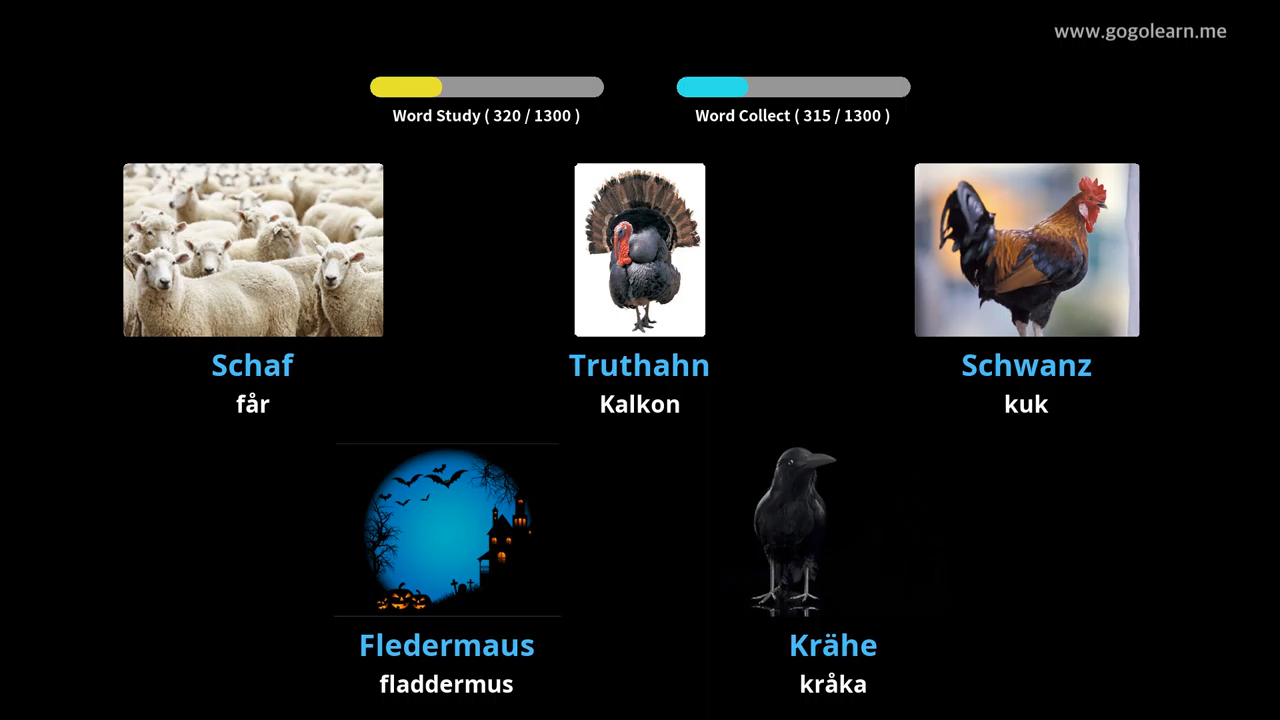 www.gogolearn.me
Word Study ( 320 / 1300 )
Word Collect ( 315 / 1300 )
Schaf
får
Truthahn
Kalkon
Schwanz
kuk
Fledermaus
fladdermus
Krähe
kråka